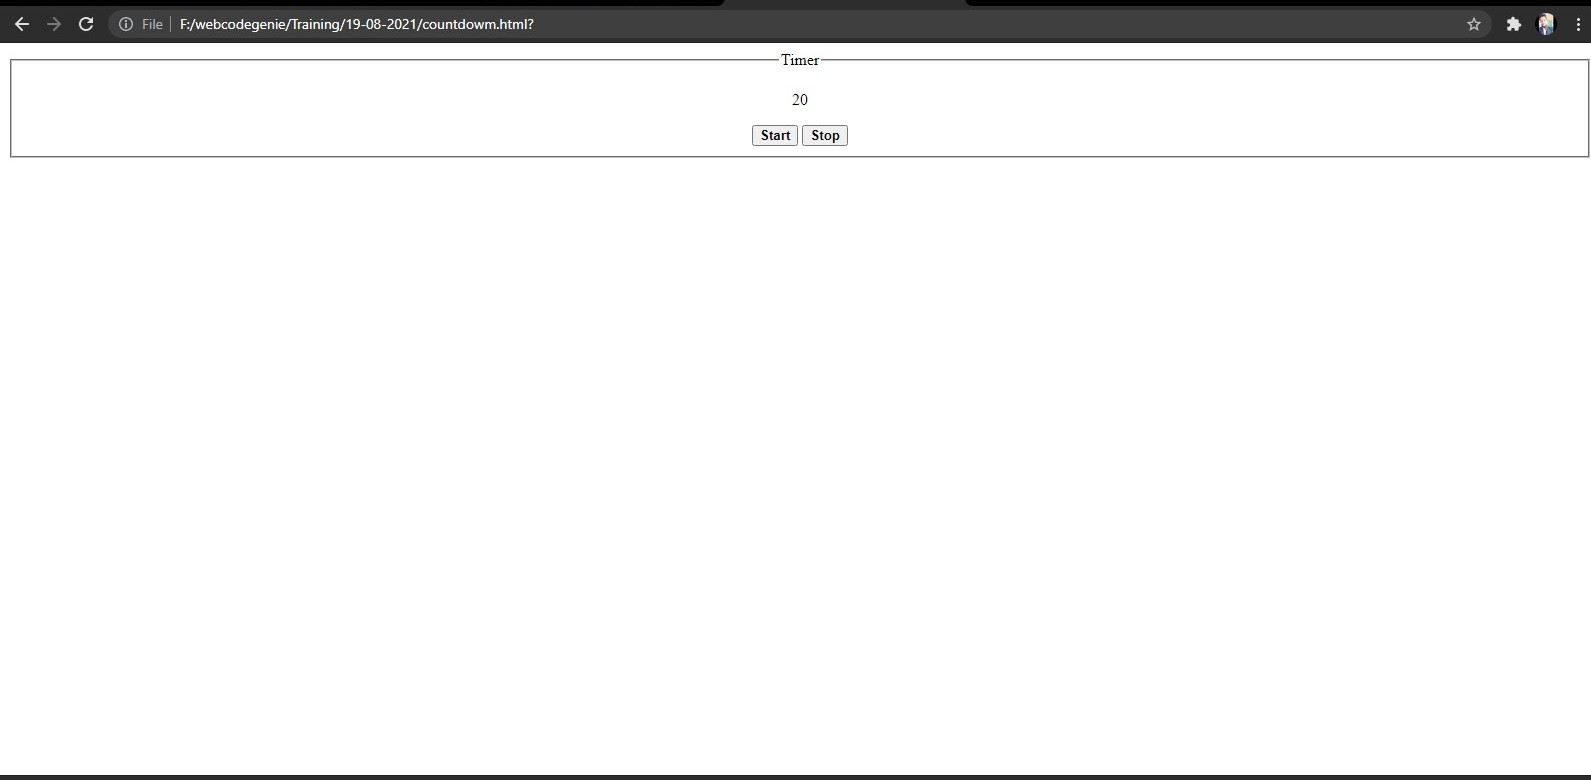 File F:/webcodegenie/Training/19-08-2021/countdowm.html?
Timer
20
Start Stop